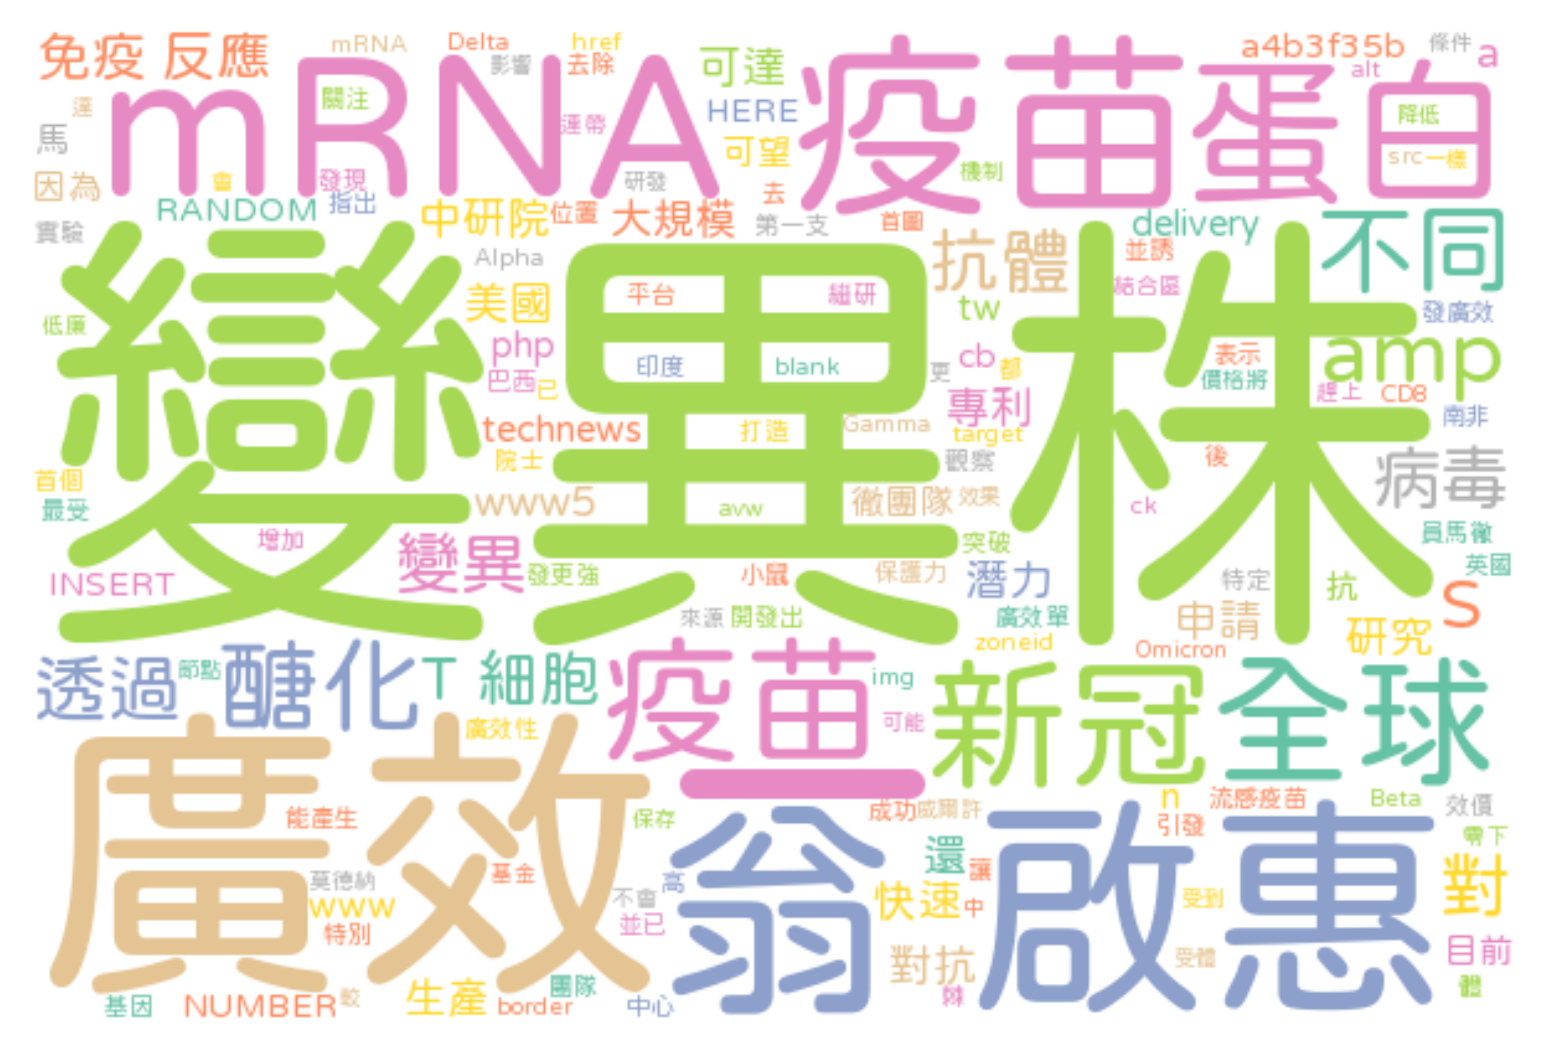 免疫 反應 mRNA Delta href a4b3f35b 條件 a
影響 去除 可達 alt
mRNA 疫苗 蛋白
達 關注 連帶 HERE 降低
馬 可望 src 一樣
因為 會 發現 研發 去 機制
RANDOM 指出 中研院 位置 大規模 第一支 首圖 delivery 不同
實驗 Alpha 抗體 並誘
變異株
美國 平台 繼研 tw 結合區 發廣效
低廉 php 印度 blank 更 cb 都 表示 amp
巴西 已 專利 價格將 趕上 CD8 南非
technews 打造 Gamma target
院士 觀察 後 病毒
首個 www5 avw 徹團隊 效果 ck
最受 增加 變異 突破 員馬徹
INSERT 發更強 小鼠 保護力 潛力 特定 抗 英國 S
來源 開發出 廣效單 申請 研究
zoneid Omicron
透過 節點 醣化 T 細胞 疫苗 img 新冠 全球
廣效性 可能
一
廣效 翁啟惠
能產生 保存 成功 威爾許 n 引發 流感疫苗 Beta 效價
零下
莫德納 基金 高 還 讓 對
www 不會 快速 中 受到
特別 並已 對抗 受體 目前
基因 NUMBER 較 生產 border 團隊 中心 棘 體